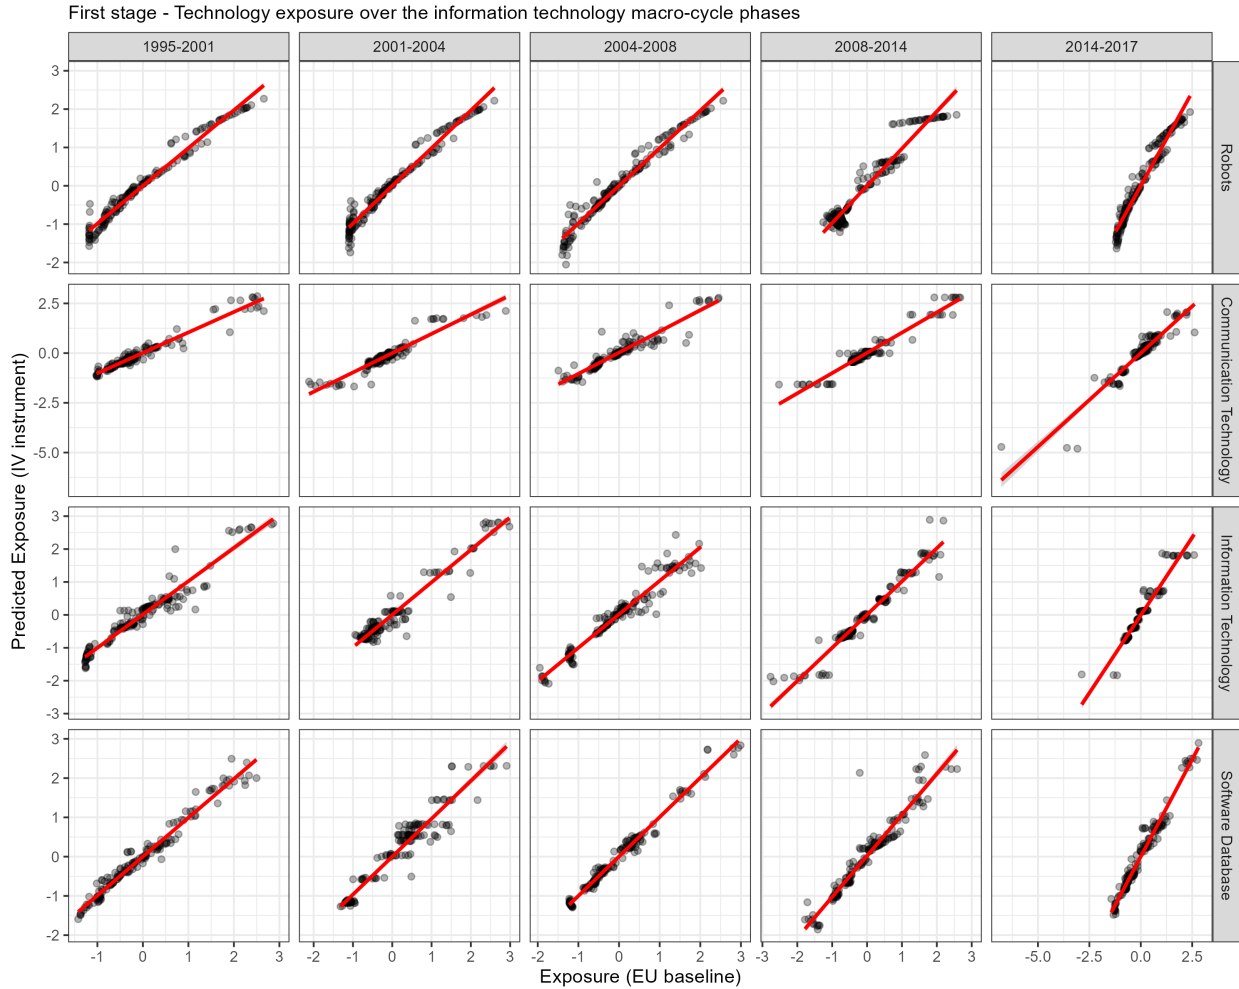 First stage - Technology exposure over the information technology macro-cycle phases
1995-2001
2001-2004
2004-2008
2008-2014
2014-2017
3
2
1
0
-1
-2
Robots
2.5
0.0
-2.5
-5.0
Communication Technology
3
2
1
0
-1
-2
-3
Information Technology
3
2
1
0
-1
-2
Software Database
-1 0 1 2 3
-2 -1 0 1 2 3
-2 -1 0 1 2 3
-3 -2 -1 0 1 2 3
-5.0 -2.5 0.0 2.5
Exposure (EU baseline)
Predicted Exposure (IV instrument)